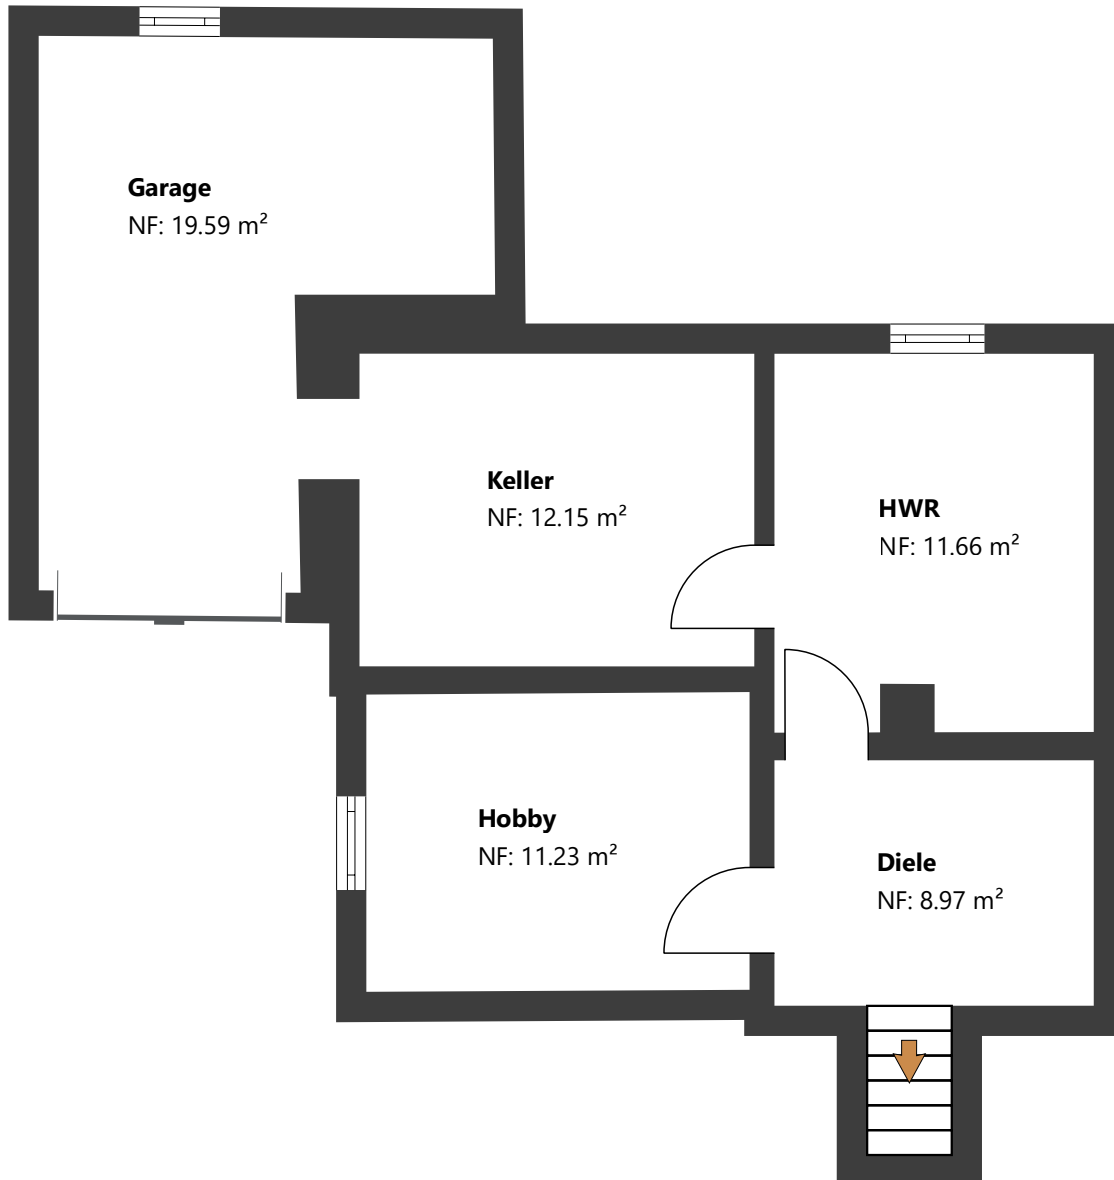 Garage
NF: 19.59 m²
Keller
NF: 12.15 m²
HWR
NF: 11.66 m²
Hobby
NF: 11.23 m²
Diele
NF: 8.97 m²